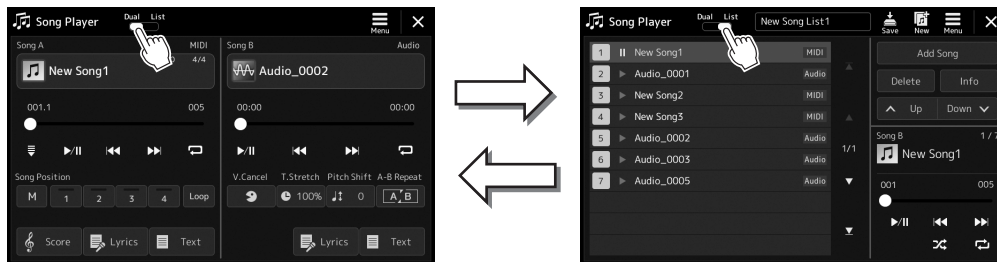 Song Player
Dual List
Menu
Song A
MIDI
4/4
New Song1
001.1
005
Song Position
M
1
2
3
4
Loop
Score
Lyrics
Text
Song B
Audio
Audio_0002
00:00
00:00
V.Cancel
T.Stretch
Pitch Shift
A-B Repeat
100%
0
A B
Lyrics
Text
Song Player
Dual List
New Song List1
Save
New
Menu
1 New Song1 MIDI
2 Audio_0001 Audio
3 New Song2 MIDI
4 New Song3 MIDI
5 Audio_0002 Audio
6 Audio_0003 Audio
7 Audio_0005 Audio
1/1
Add Song
Delete
Info
Up
Down
Song B
1/7
New Song1
001
005